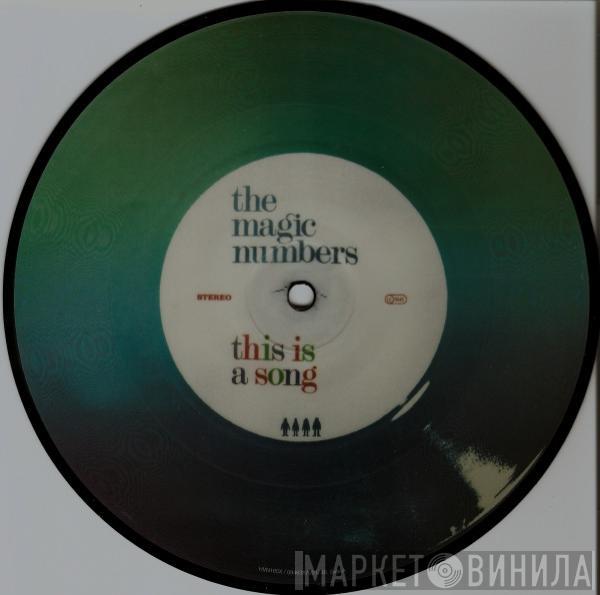 the
magic
numbers
STEREO
this is
a song
МАРКЕТ ВИНИЛА